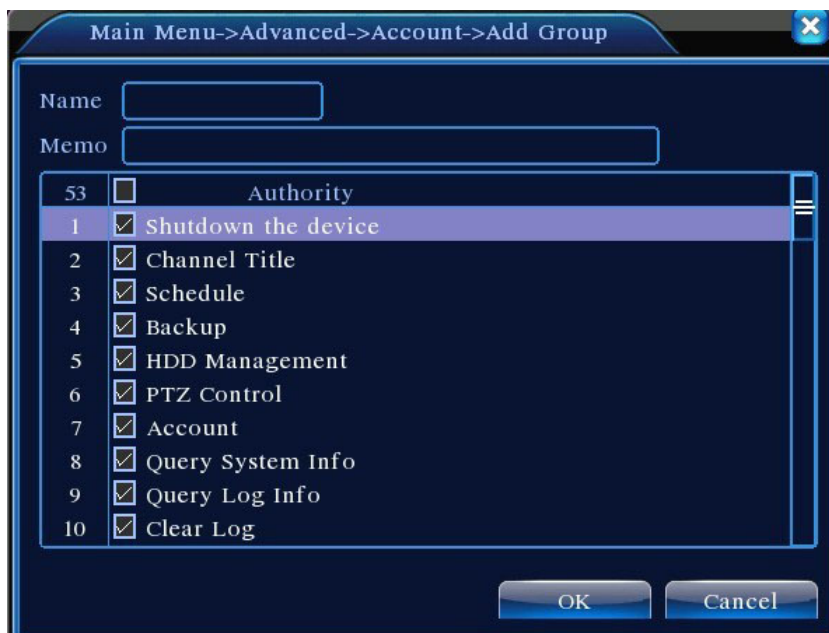 Main Menu->Advanced->Account->Add Group
Name
Memo
53 Authority
1 Shutdown the device
2 Channel Title
3 Schedule
4 Backup
5 HDD Management
6 PTZ Control
7 Account
8 Query System Info
9 Query Log Info
10 Clear Log
OK Cancel